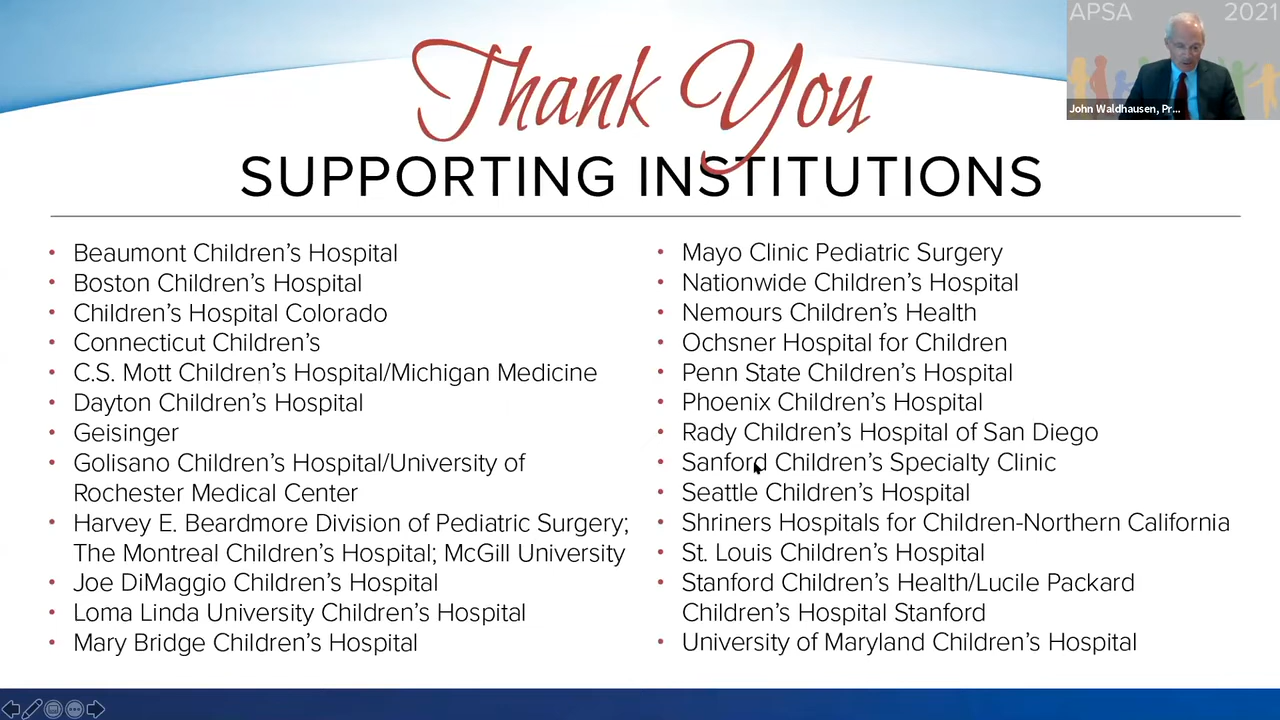 APSA 2021
John Waldhausen, Pr...
Thank You
SUPPORTING INSTITUTIONS
• Beaumont Children’s Hospital
• Boston Children’s Hospital
• Children’s Hospital Colorado
• Connecticut Children’s
• C.S. Mott Children’s Hospital/Michigan Medicine
• Dayton Children’s Hospital
• Geisinger
• Golisano Children’s Hospital/University of
Rochester Medical Center
• Harvey E. Beardmore Division of Pediatric Surgery;
The Montreal Children’s Hospital; McGill University
• Joe DiMaggio Children’s Hospital
• Loma Linda University Children’s Hospital
• Mary Bridge Children’s Hospital
• Mayo Clinic Pediatric Surgery
• Nationwide Children’s Hospital
• Nemours Children’s Health
• Ochsner Hospital for Children
• Penn State Children’s Hospital
• Phoenix Children’s Hospital
• Rady Children’s Hospital of San Diego
• Sanford Children’s Specialty Clinic
• Seattle Children’s Hospital
• Shriners Hospitals for Children-Northern California
• St. Louis Children’s Hospital
• Stanford Children’s Health/Lucile Packard
Children’s Hospital Stanford
• University of Maryland Children’s Hospital